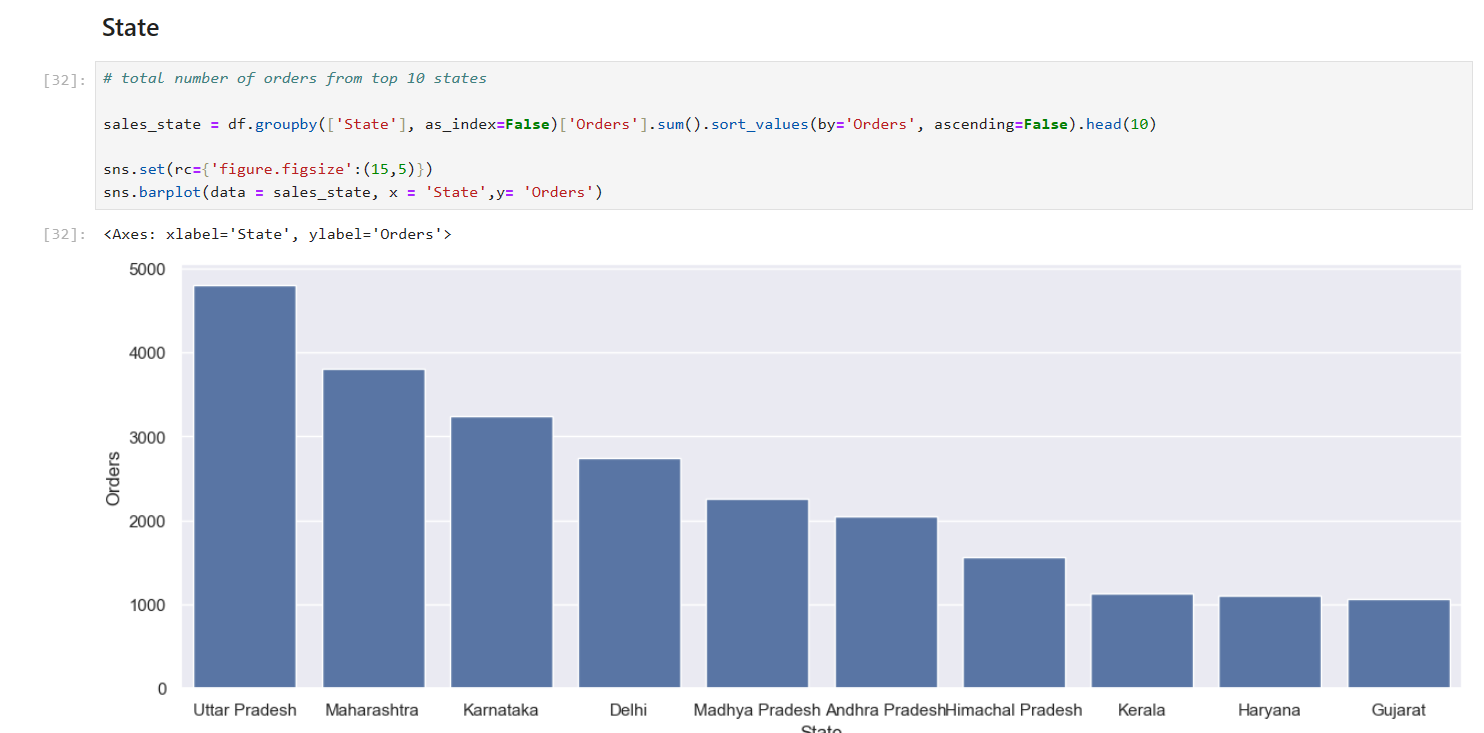 State
[32]: # total number of orders from top 10 states
sales_state = df.groupby(['State'], as_index=False)['Orders'].sum().sort_values(by='Orders', ascending=False).head(10)
sns.set(rc={'figure.figsize':(15,5)})
sns.barplot(data = sales_state, x = 'State',y= 'Orders')
[32]: <Axes: xlabel='State', ylabel='Orders'>
5000
4000
3000
2000
1000
0
Orders
Uttar Pradesh Maharashtra Karnataka Delhi Madhya Pradesh Andhra Pradesh Himachal Pradesh Kerala Haryana Gujarat
State